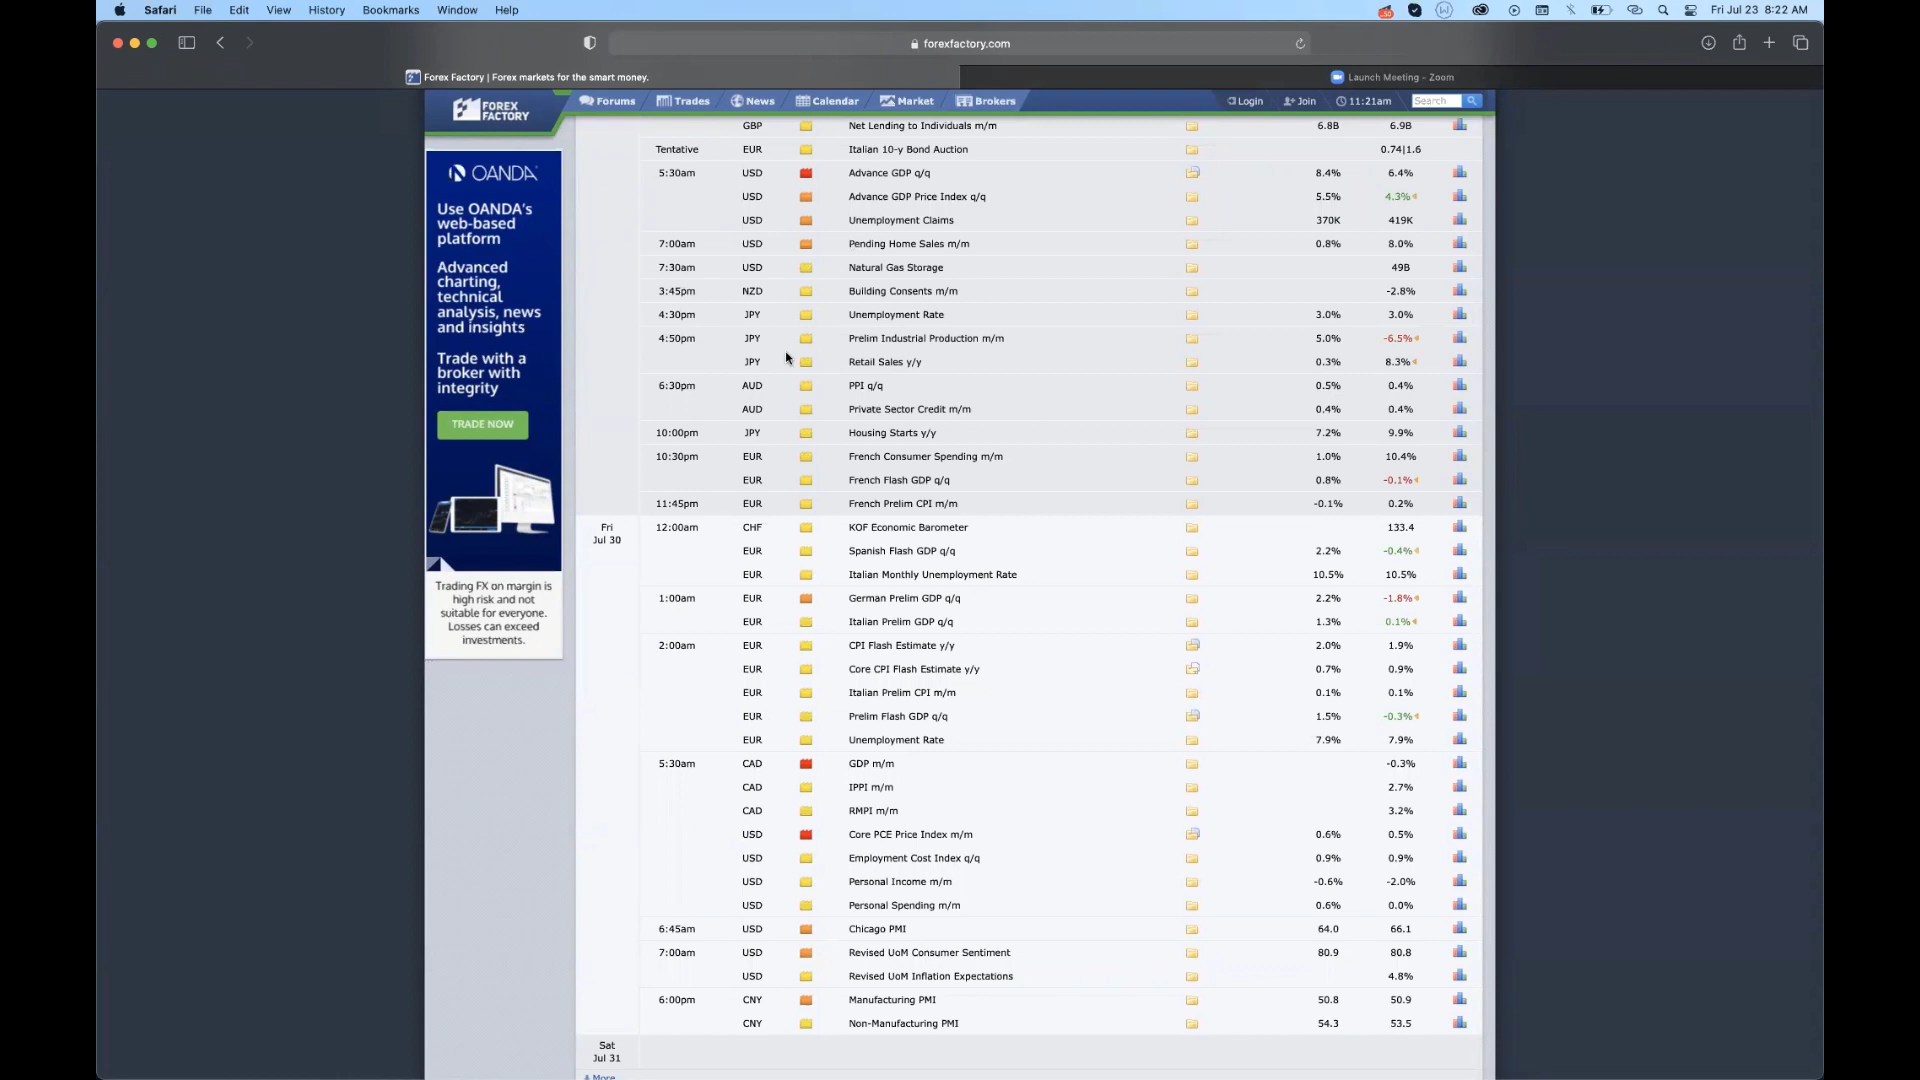 Safari File Edit View History Bookmarks Window Help Fri Jul 23 8:22 AM
forexfactory.com
Forex Factory | Forex markets for the smart money. Launch Meeting - Zoom
FOREX FACTORY Forums Trades News Calendar Market Brokers Login Join 11:21am Search
OANDA
Use OANDA's
web-based
platform
Advanced
charting,
technical
analysis, news
and insights
Trade with a
broker with
integrity
TRADE NOW
Trading FX on margin is
high risk and not
suitable for everyone.
Losses can exceed
investments.
GBP Net Lending to Individuals m/m 6.8B 6.9B
Tentative EUR Italian 10-y Bond Auction 0.74|1.6
5:30am USD Advance GDP q/q 8.4% 6.4%
USD Advance GDP Price Index q/q 5.5% 4.3%
USD Unemployment Claims 370K 419K
7:00am USD Pending Home Sales m/m 0.8% 8.0%
7:30am USD Natural Gas Storage 49B
3:45pm NZD Building Consents m/m -2.8%
4:30pm JPY Unemployment Rate 3.0% 3.0%
4:50pm JPY Prelim Industrial Production m/m 5.0% -6.5%
JPY Retail Sales y/y 0.3% 8.3%
6:30pm AUD PPI q/q 0.5% 0.4%
AUD Private Sector Credit m/m 0.4% 0.4%
10:00pm JPY Housing Starts y/y 7.2% 9.9%
10:30pm EUR French Consumer Spending m/m 1.0% 10.4%
EUR French Flash GDP q/q 0.8% -0.1%
11:45pm EUR French Prelim CPI m/m -0.1% 0.2%
Fri Jul 30 12:00am CHF KOF Economic Barometer 133.4
EUR Spanish Flash GDP q/q 2.2% -0.4%
EUR Italian Monthly Unemployment Rate 10.5% 10.5%
1:00am EUR German Prelim GDP q/q 2.2% -1.8%
EUR Italian Prelim GDP q/q 1.3% 0.1%
2:00am EUR CPI Flash Estimate y/y 2.0% 1.9%
EUR Core CPI Flash Estimate y/y 0.7% 0.9%
EUR Italian Prelim CPI m/m 0.1% 0.1%
EUR Prelim Flash GDP q/q 1.5% -0.3%
EUR Unemployment Rate 7.9% 7.9%
5:30am CAD GDP m/m -0.3%
CAD IPPI m/m 2.7%
CAD RMPI m/m 3.2%
USD Core PCE Price Index m/m 0.6% 0.5%
USD Employment Cost Index q/q 0.9% 0.9%
USD Personal Income m/m -0.6% -2.0%
USD Personal Spending m/m 0.6% 0.0%
6:45am USD Chicago PMI 64.0 66.1
7:00am USD Revised UoM Consumer Sentiment 80.9 80.8
USD Revised UoM Inflation Expectations 4.8%
6:00pm CNY Manufacturing PMI 50.8 50.9
CNY Non-Manufacturing PMI 54.3 53.5
Sat
Jul 31
More